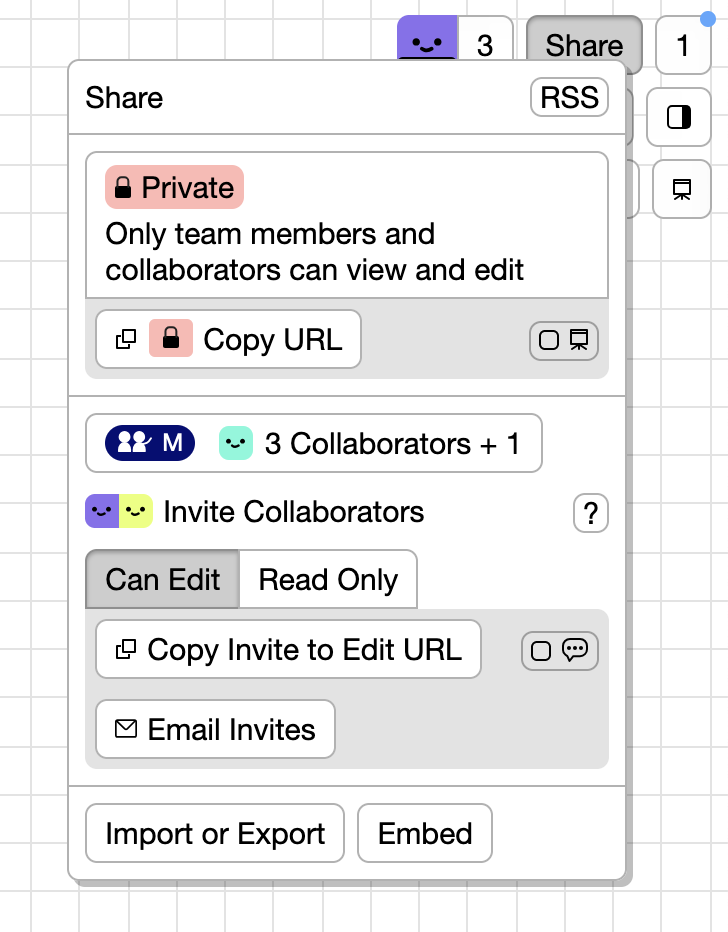 3
Share
1
Share
RSS
Private
Only team members and
collaborators can view and edit
Copy URL
M
3 Collaborators + 1
Invite Collaborators
?
Can Edit
Read Only
Copy Invite to Edit URL
Email Invites
Import or Export
Embed